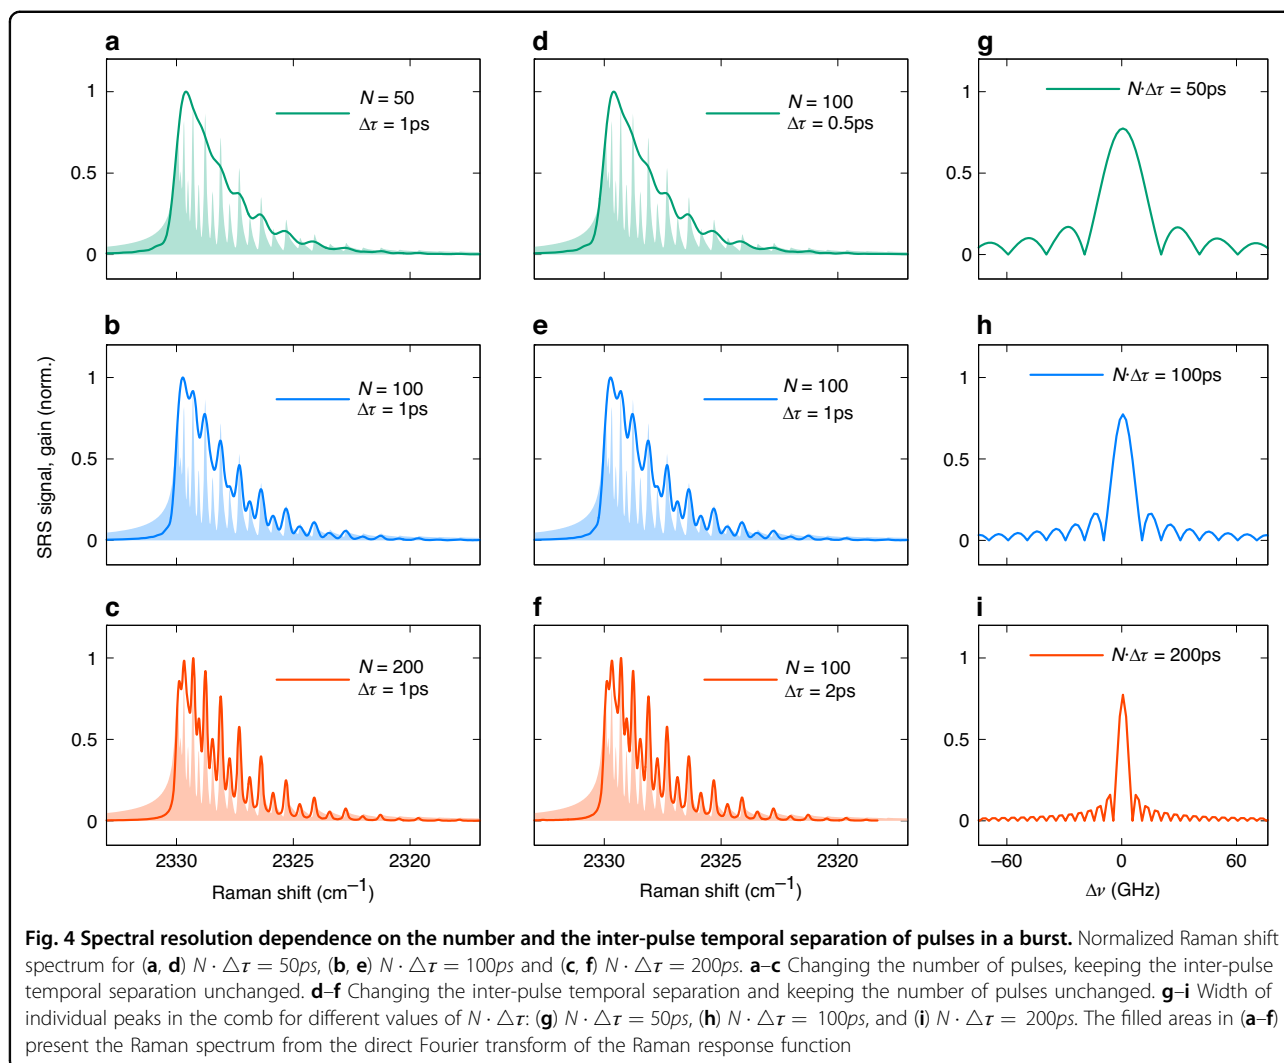 a
d
g
1
0.5
0
N = 50
Δτ = 1ps
N = 100
Δτ = 0.5ps
1
0.5
0
N·Δτ = 50ps
b
e
h
SRS signal, gain (norm.)
1
0.5
0
N = 100
Δτ = 1ps
N = 100
Δτ = 1ps
1
0.5
0
N·Δτ = 100ps
c
f
i
1
0.5
0
N = 200
Δτ = 1ps
N = 100
Δτ = 2ps
1
0.5
0
N·Δτ = 200ps
2330 2325 2320
2330 2325 2320
−60 0 60
Raman shift (cm⁻¹)
Raman shift (cm⁻¹)
Δν (GHz)
Fig. 4 Spectral resolution dependence on the number and the inter-pulse temporal separation of pulses in a burst. Normalized Raman shift
spectrum for (a, d) N · △τ = 50ps, (b, e) N · △τ = 100ps and (c, f) N · △τ = 200ps. a–c Changing the number of pulses, keeping the inter-pulse
temporal separation unchanged. d–f Changing the inter-pulse temporal separation and keeping the number of pulses unchanged. g–i Width of
individual peaks in the comb for different values of N · △τ: (g) N · △τ = 50ps, (h) N · △τ = 100ps, and (i) N · △τ = 200ps. The filled areas in (a–f)
present the Raman spectrum from the direct Fourier transform of the Raman response function